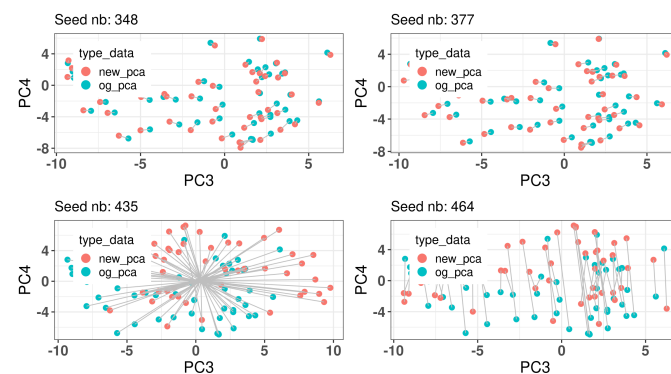 Seed nb: 348
Seed nb: 377
type_data
new_pca
og_pca
type_data
new_pca
og_pca
PC4
4
0
-4
-8
PC4
4
0
-4
-8
-10
-5
0
5
-10
-5
0
5
PC3
PC3
Seed nb: 435
Seed nb: 464
type_data
new_pca
og_pca
type_data
new_pca
og_pca
PC4
4
0
-4
PC4
4
0
-4
-10
-5
0
5
10
-10
-5
0
5
PC3
PC3